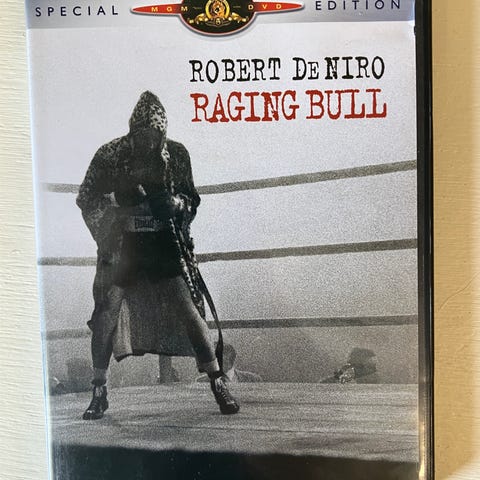 SPECIAL MGM DVD EDITION
ROBERT DE NIRO
RAGING BULL